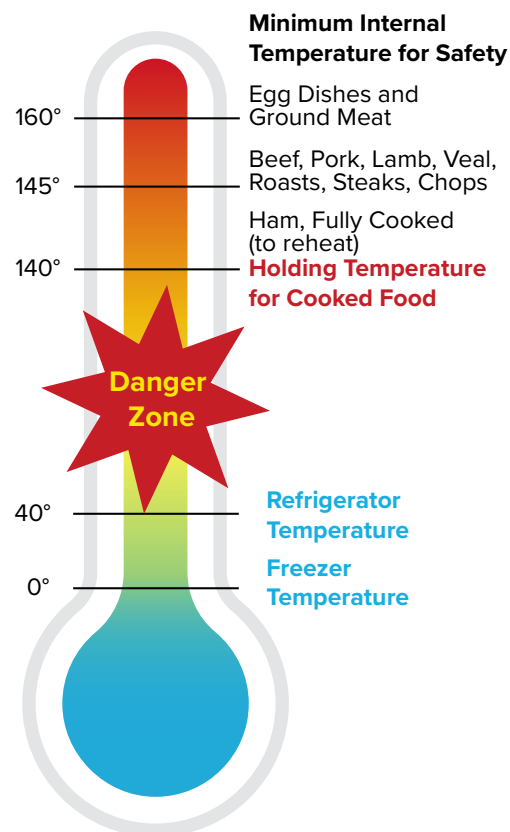 Minimum Internal
Temperature for Safety
Egg Dishes and
160° Ground Meat
Beef, Pork, Lamb, Veal,
145° Roasts, Steaks, Chops
Ham, Fully Cooked
(to reheat)
140° Holding Temperature
for Cooked Food
Danger
Zone
Refrigerator
40° Temperature
Freezer
0° Temperature